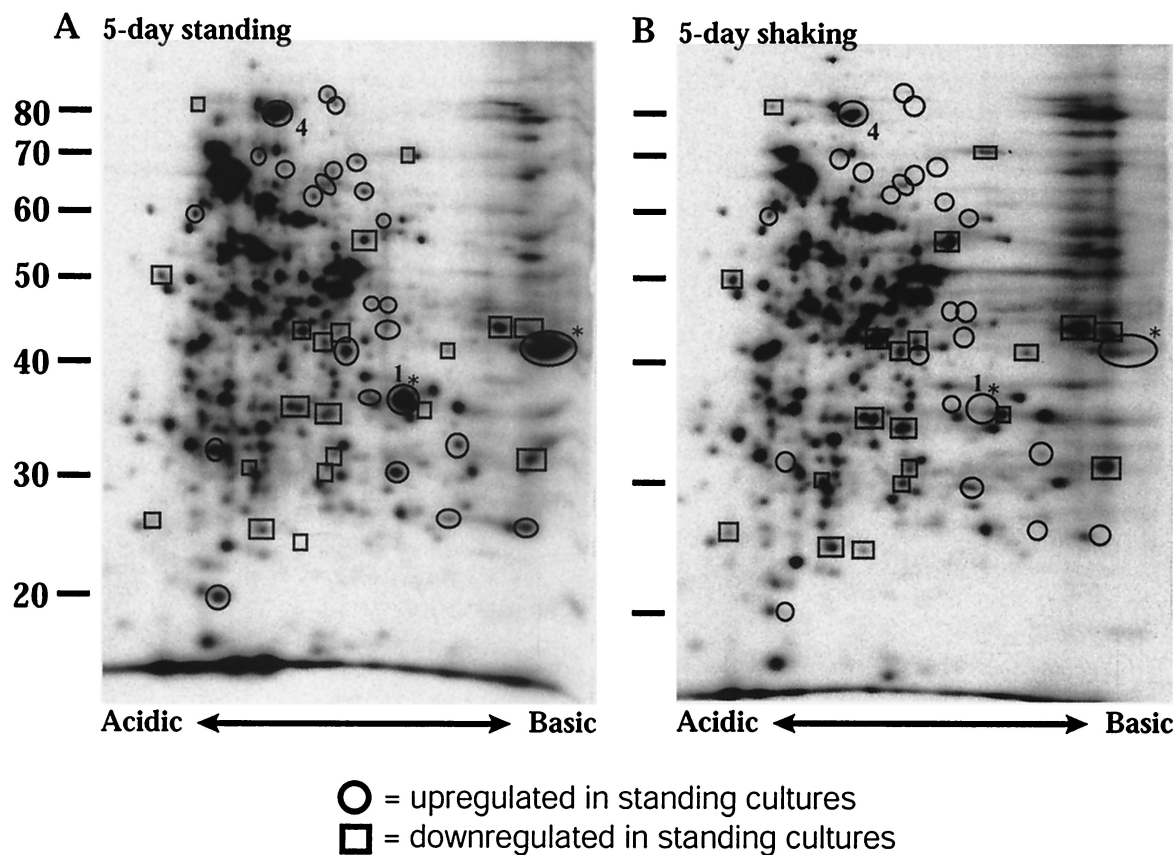 A 5-day standing
B 5-day shaking
80
70
60
50
40
30
20
4
*
1*
4
*
1*
Acidic Basic
Acidic Basic
= upregulated in standing cultures
= downregulated in standing cultures